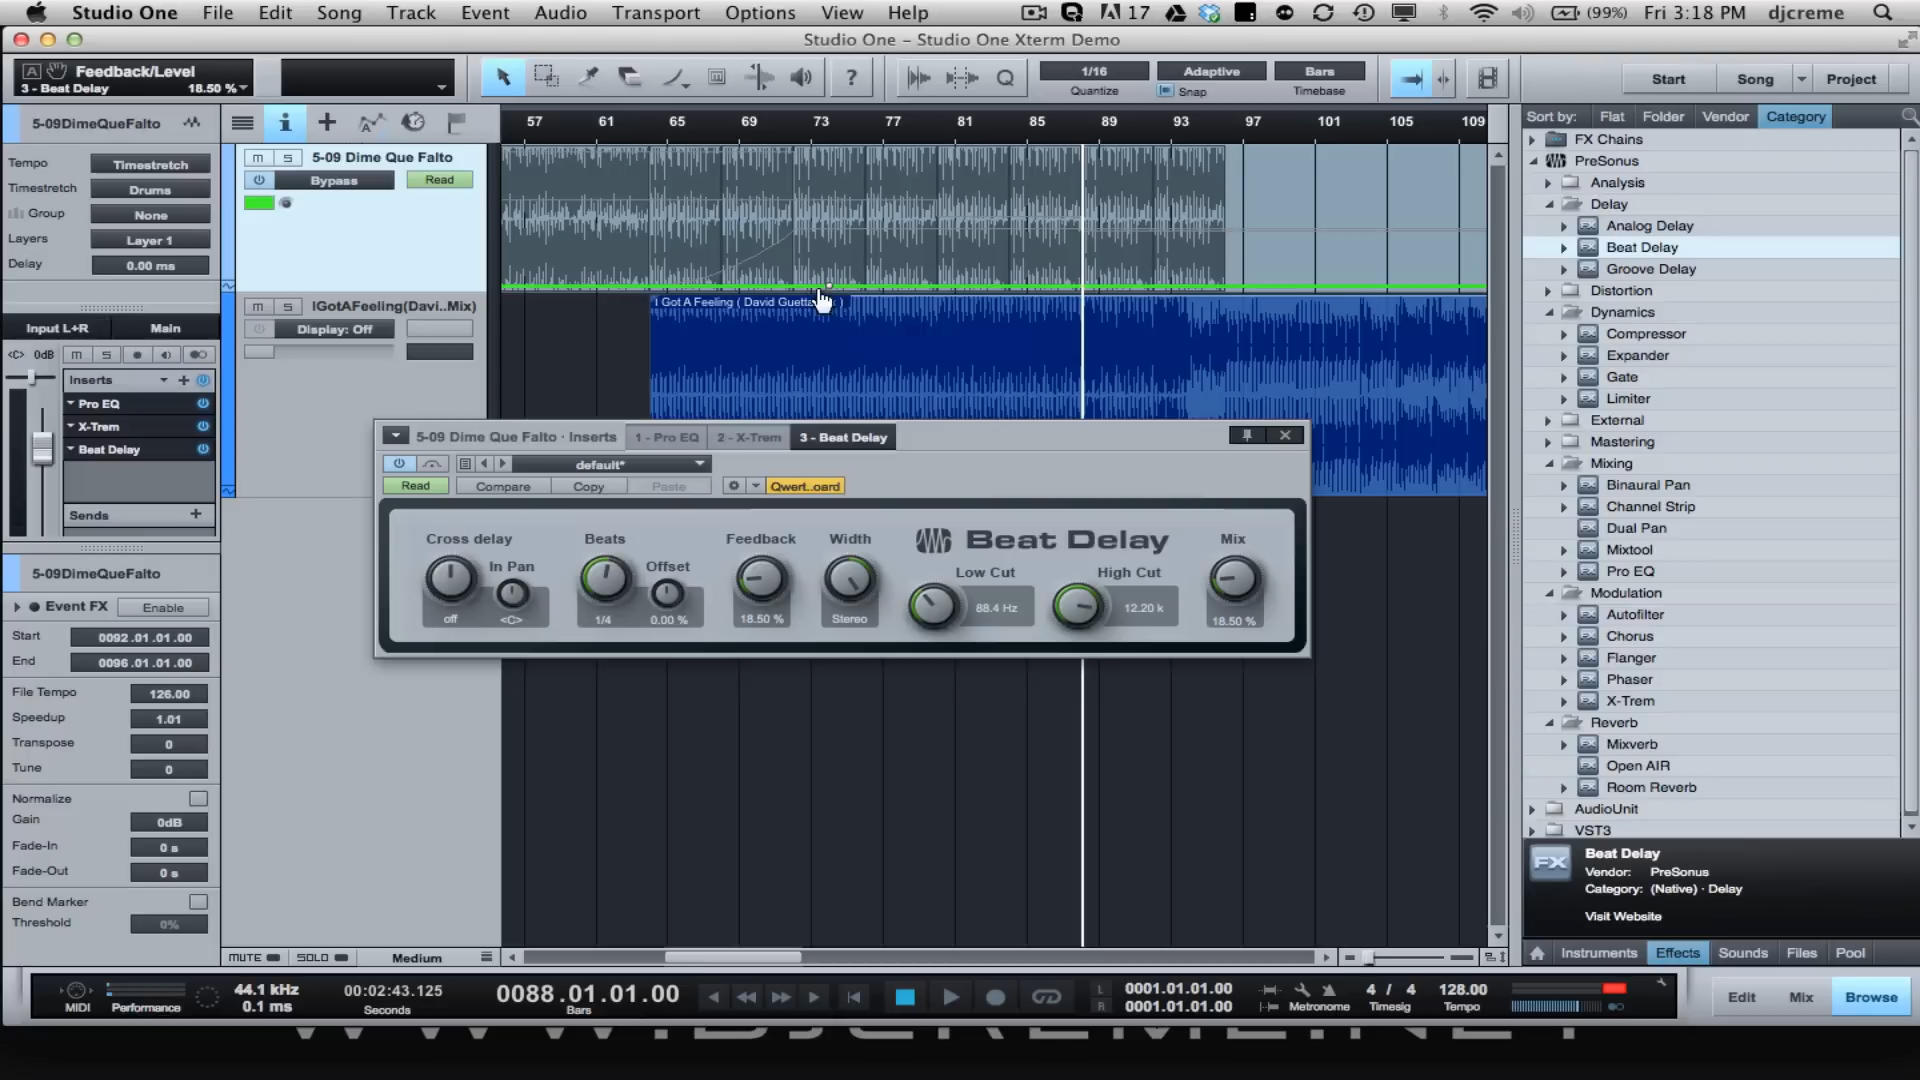 Studio One File Edit Song Track Event Audio Transport Options View Help 17 (99%) Fri 3:18 PM djcreme
Studio One – Studio One Xterm Demo
A Feedback/Level
3 - Beat Delay 18.50 %
? Q 1/16 Quantize Adaptive Snap Bars Timebase Start Song Project
5-09DimeQueFalto
Tempo Timestretch
Timestretch Drums
Group None
Layers Layer 1
Delay 0.00 ms
Input L+R Main
<C> 0dB M S
Inserts
Pro EQ
X-Trem
Beat Delay
Sends
5-09DimeQueFalto
Event FX Enable
Start 0092.01.01.00
End 0096.01.01.00
File Tempo 126.00
Speedup 1.01
Transpose 0
Tune 0
Normalize
Gain 0dB
Fade-In 0 s
Fade-Out 0 s
Bend Marker
Threshold 0%
57 61 65 69 73 77 81 85 89 93 97 101 105 109
M S 5-09 Dime Que Falto
Bypass Read
M S IGotAFeeling(Davi..Mix)
Display: Off
I Got A Feeling ( David Guetta )
5-09 Dime Que Falto · Inserts 1 - Pro EQ 2 - X-Trem 3 - Beat Delay
default*
Read Compare Copy Paste Qwert..oard
Beat Delay
Cross delay In Pan
off <C>
Beats Offset
1/4 0.00 %
Feedback
18.50 %
Width
Stereo
Low Cut
88.4 Hz
High Cut
12.20 k
Mix
18.50 %
Sort by: Flat Folder Vendor Category
FX Chains
PreSonus
Analysis
Delay
Analog Delay
Beat Delay
Groove Delay
Distortion
Dynamics
Compressor
Expander
Gate
Limiter
External
Mastering
Mixing
Binaural Pan
Channel Strip
Dual Pan
Mixtool
Pro EQ
Modulation
Autofilter
Chorus
Flanger
Phaser
X-Trem
Reverb
Mixverb
Open AIR
Room Reverb
AudioUnit
VST3
FX Beat Delay
Vendor: PreSonus
Category: (Native) · Delay
Visit Website
Instruments Effects Sounds Files Pool
MUTE SOLO Medium
MIDI Performance
44.1 kHz
0.1 ms
00:02:43.125
Seconds
0088.01.01.00
Bars
L 0001.01.01.00
R 0001.01.01.00
Metronome
4 / 4
Timesig
128.00
Tempo
Edit Mix Browse
WWW.DJCREME.NET